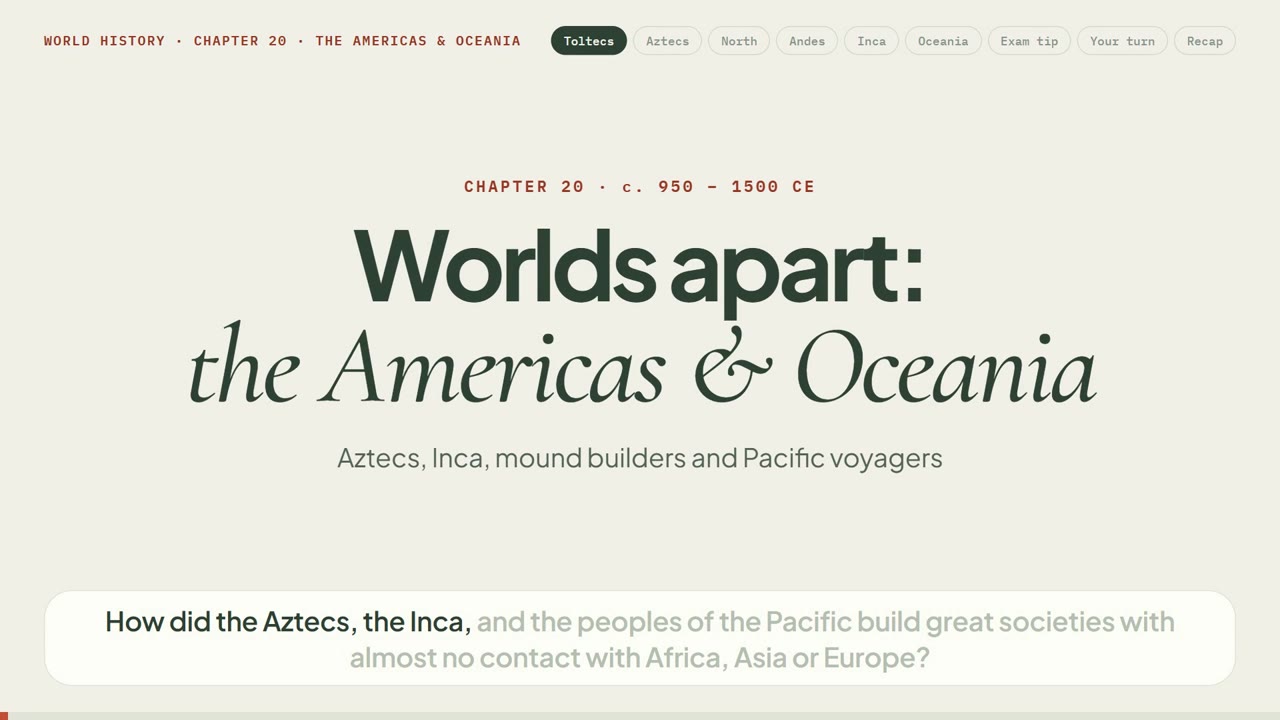 WORLD HISTORY · CHAPTER 20 · THE AMERICAS & OCEANIA
Toltecs Aztecs North Andes Inca Oceania Exam tip Your turn Recap
CHAPTER 20 · c. 950 – 1500 CE
Worlds apart:
the Americas & Oceania
Aztecs, Inca, mound builders and Pacific voyagers
How did the Aztecs, the Inca, and the peoples of the Pacific build great societies with
almost no contact with Africa, Asia or Europe?